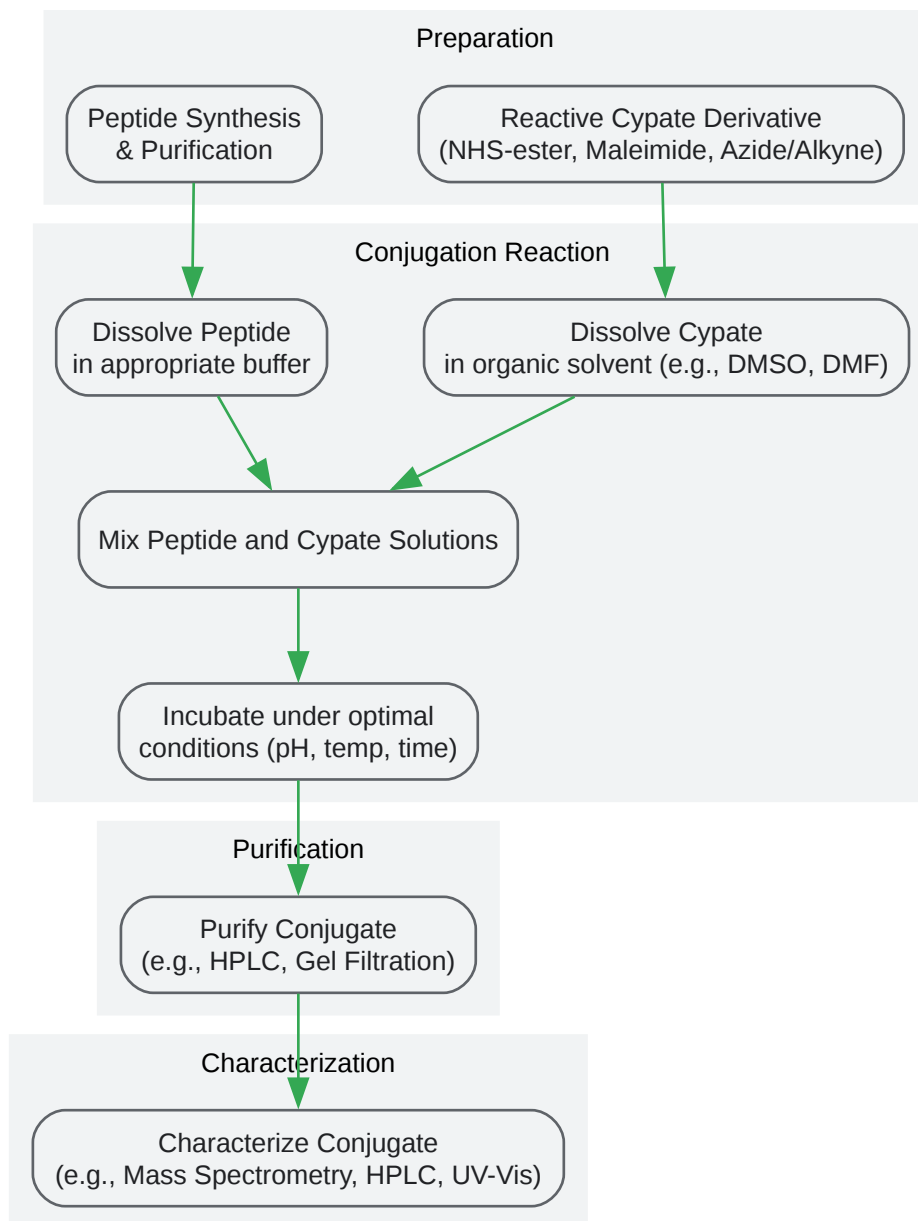 Preparation
Peptide Synthesis
& Purification
Reactive Cypate Derivative
(NHS-ester, Maleimide, Azide/Alkyne)
Conjugation Reaction
Dissolve Peptide
in appropriate buffer
Dissolve Cypate
in organic solvent (e.g., DMSO, DMF)
Mix Peptide and Cypate Solutions
Incubate under optimal
conditions (pH, temp, time)
Purification
Purify Conjugate
(e.g., HPLC, Gel Filtration)
Characterization
Characterize Conjugate
(e.g., Mass Spectrometry, HPLC, UV-Vis)